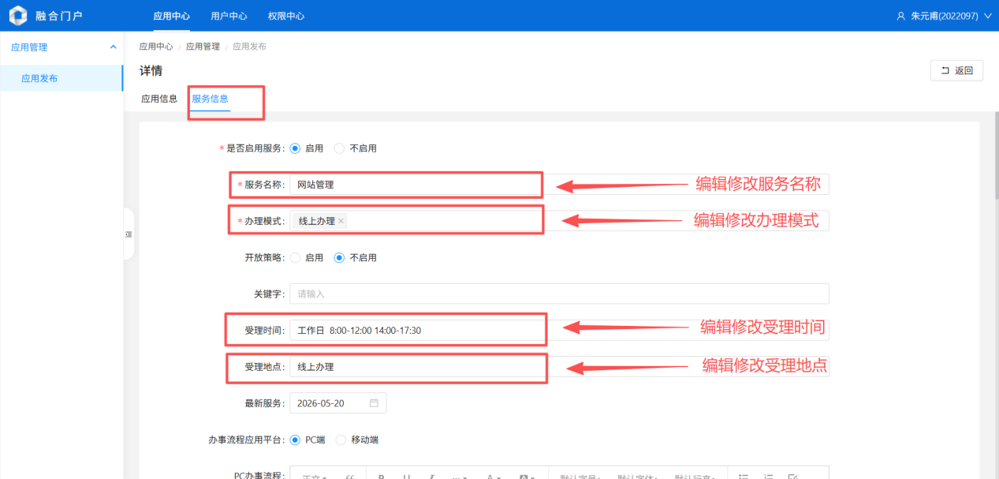 融合门户 应用中心 用户中心 权限中心 朱元甫(2022097)
应用管理
应用发布
应用中心 / 应用管理 / 应用发布
详情
返回
应用信息 服务信息
* 是否启用服务: 启用 不启用
* 服务名称: 网站管理 编辑修改服务名称
* 办理模式: 线上办理 × 编辑修改办理模式
开放策略: 启用 不启用
关键字: 请输入
受理时间: 工作日 8:00-12:00 14:00-17:30 编辑修改受理时间
受理地点: 线上办理 编辑修改受理地点
最新服务: 2026-05-20
办事流程应用平台: PC端 移动端
PC办事流程: 正文 默认字号 默认字体 默认行高